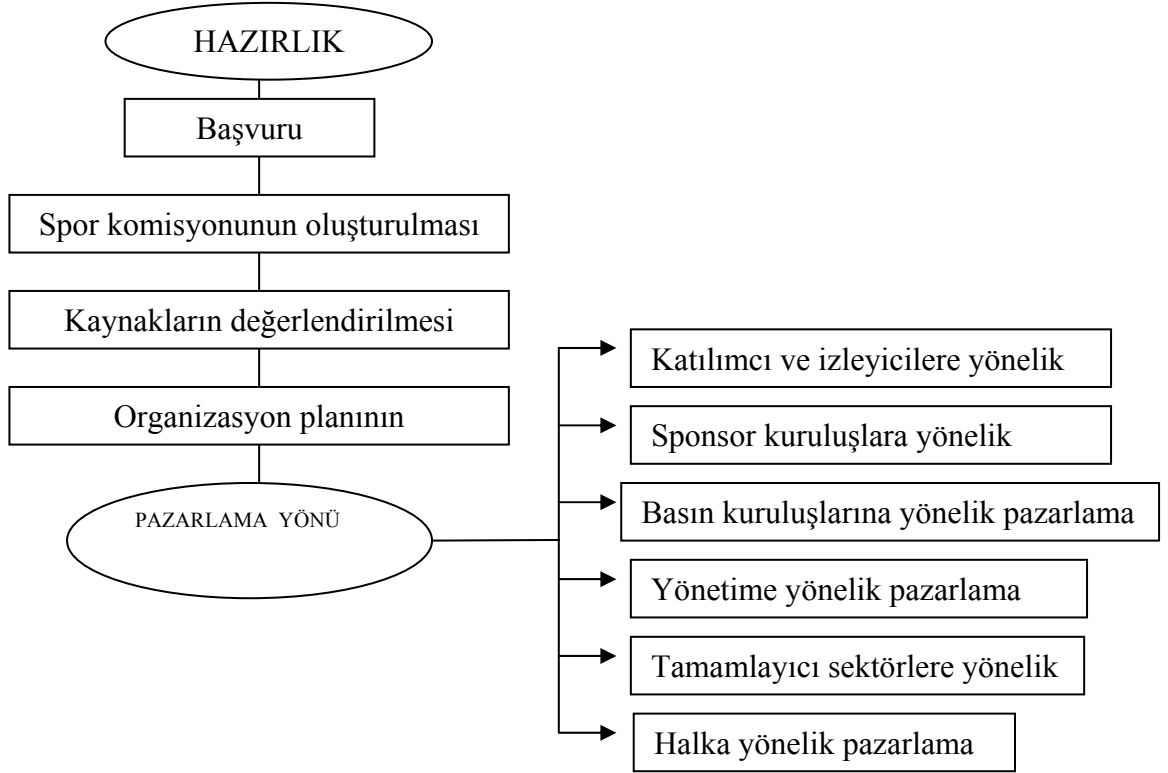 HAZIRLIK
Başvuru
Spor komisyonunun oluşturulması
Kaynakların değerlendirilmesi
Organizasyon planının
PAZARLAMA YÖNÜ
Katılımcı ve izleyicilere yönelik
Sponsor kuruluşlara yönelik
Basın kuruluşlarına yönelik pazarlama
Yönetime yönelik pazarlama
Tamamlayıcı sektörlere yönelik
Halka yönelik pazarlama